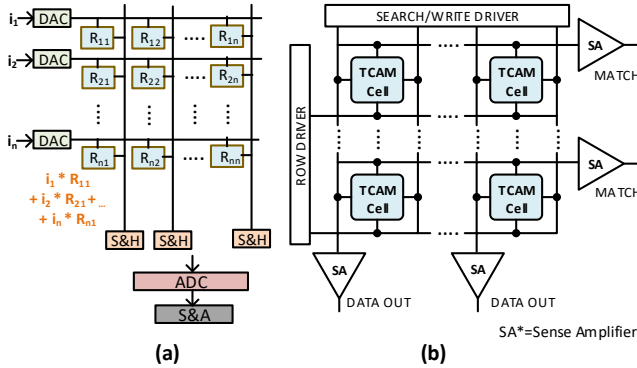 i1 DAC
R11 R12 .... R1n
i2 DAC
R21 R22 .... R2n
in DAC
Rn1 Rn2 .... Rnn
i1 * R11
+ i2 * R21 + ...
+ in * Rn1
S&H S&H S&H
ADC
S&A
(a)
SEARCH/WRITE DRIVER
ROW DRIVER
TCAM Cell
TCAM Cell
SA
MATCH
TCAM Cell
TCAM Cell
SA
MATCH
SA SA
DATA OUT DATA OUT
SA*=Sense Amplifier
(b)